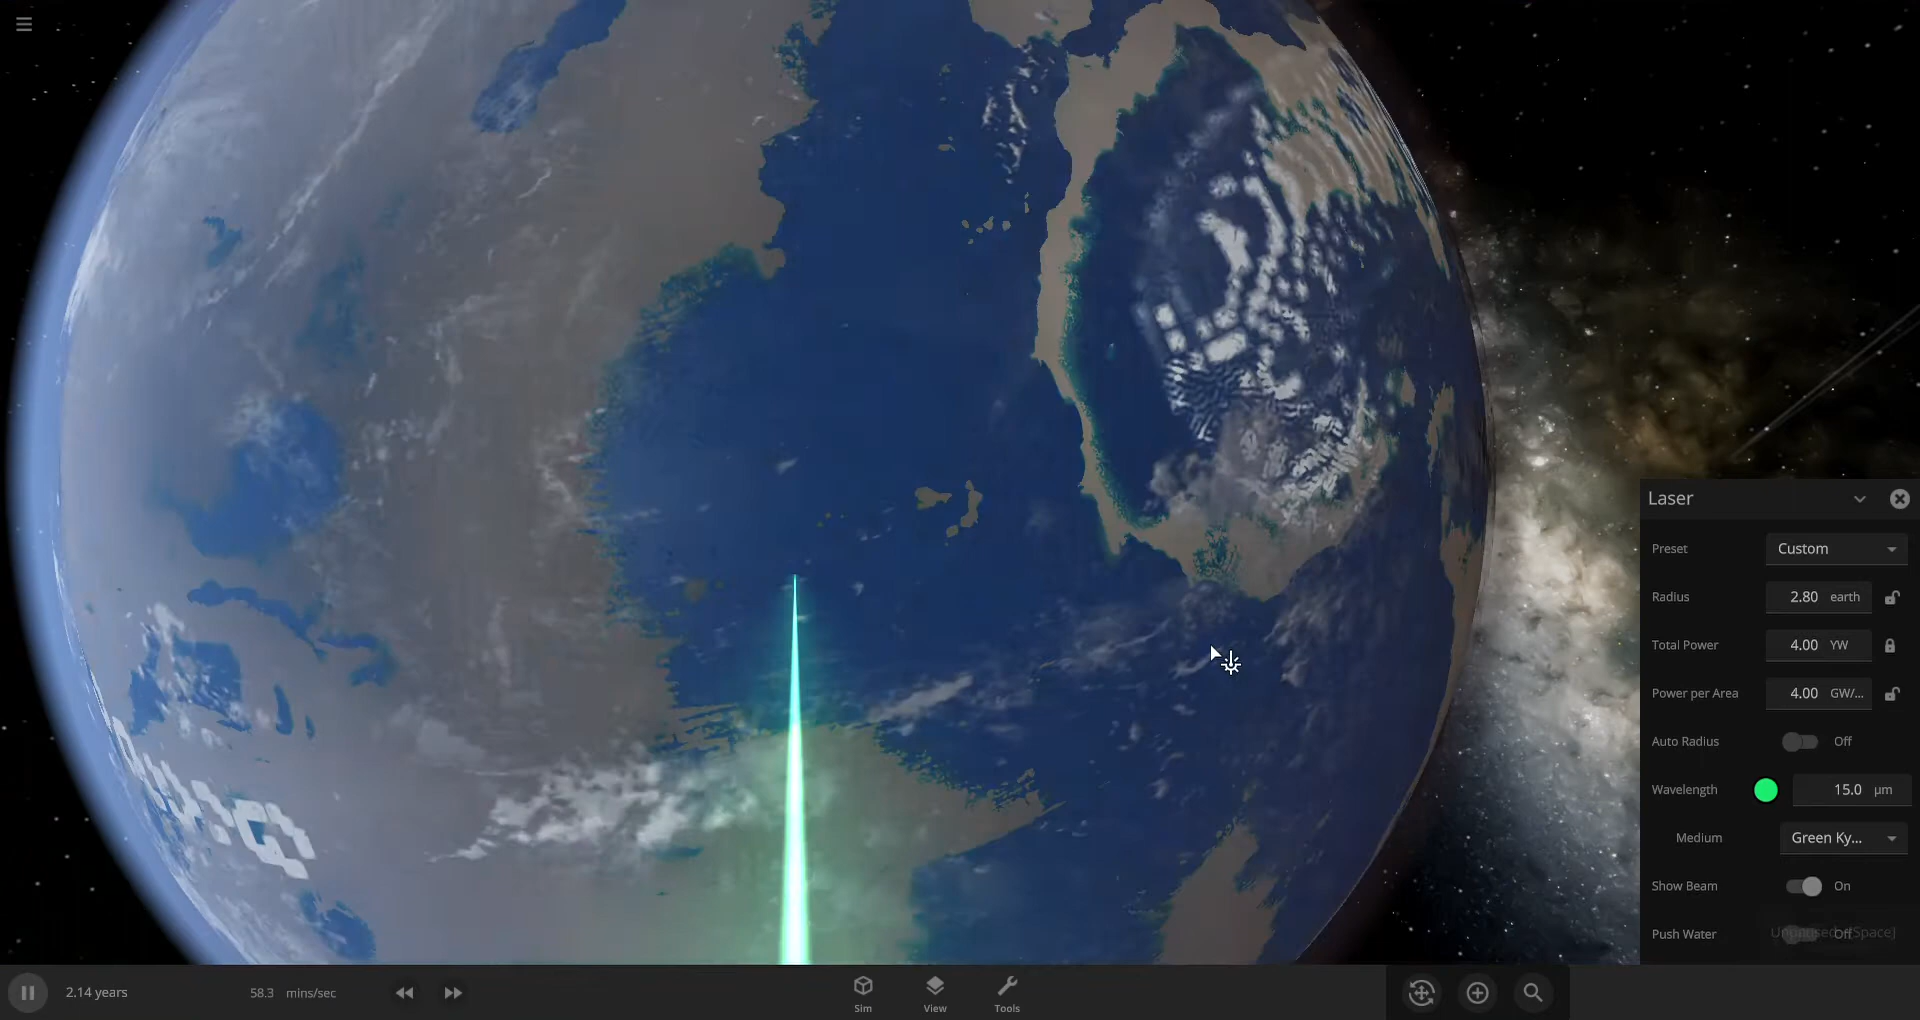 Laser
Preset Custom
Radius 2.80 earth
Total Power 4.00 YW
Power per Area 4.00 GW/...
Auto Radius Off
Wavelength 15.0 µm
Medium Green Ky...
Show Beam On
Push Water Off
Unpaused [Space]
2.14 years 58.3 mins/sec
Sim View Tools